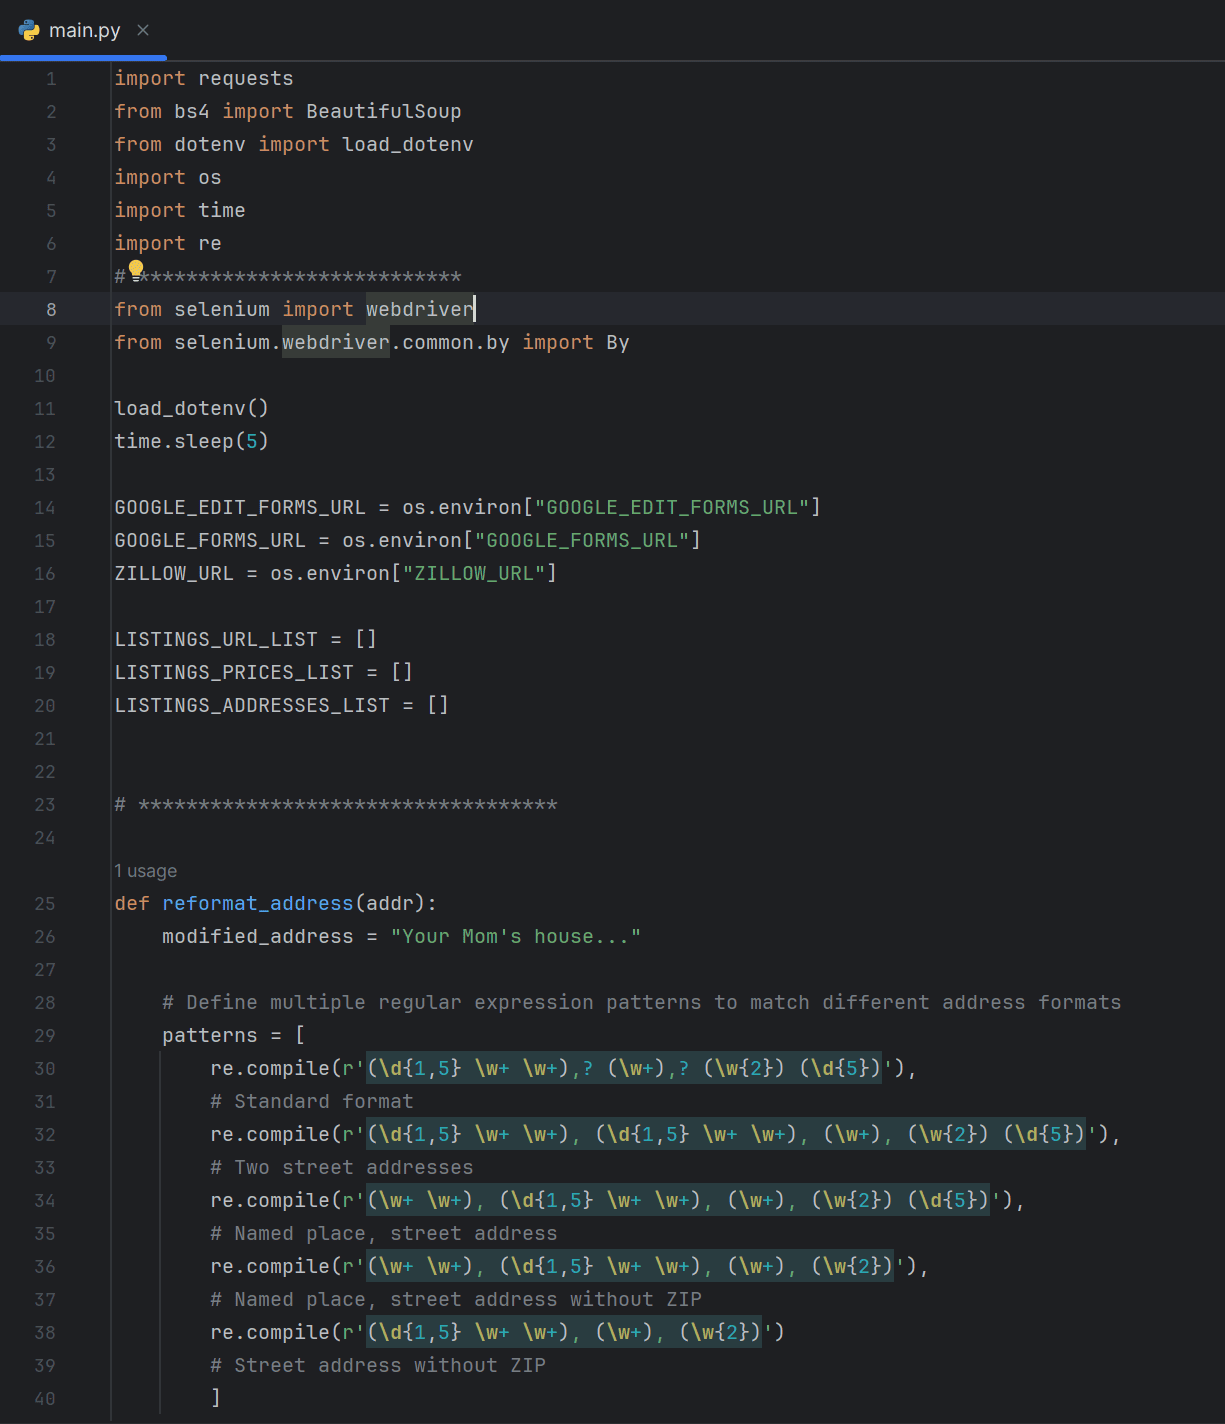 main.py
1 import requests
2 from bs4 import BeautifulSoup
3 from dotenv import load_dotenv
4 import os
5 import time
6 import re
7 # ***************************
8 from selenium import webdriver
9 from selenium.webdriver.common.by import By
10
11 load_dotenv()
12 time.sleep(5)
13
14 GOOGLE_EDIT_FORMS_URL = os.environ["GOOGLE_EDIT_FORMS_URL"]
15 GOOGLE_FORMS_URL = os.environ["GOOGLE_FORMS_URL"]
16 ZILLOW_URL = os.environ["ZILLOW_URL"]
17
18 LISTINGS_URL_LIST = []
19 LISTINGS_PRICES_LIST = []
20 LISTINGS_ADDRESSES_LIST = []
21
22
23 # ***********************************
24
1 usage
25 def reformat_address(addr):
26     modified_address = "Your Mom's house..."
27
28     # Define multiple regular expression patterns to match different address formats
29     patterns = [
30         re.compile(r'(\d{1,5} \w+ \w+),? (\w+),? (\w{2}) (\d{5})'),
31         # Standard format
32         re.compile(r'(\d{1,5} \w+ \w+), (\d{1,5} \w+ \w+), (\w+), (\w{2}) (\d{5})'),
33         # Two street addresses
34         re.compile(r'(\w+ \w+), (\d{1,5} \w+ \w+), (\w+), (\w{2}) (\d{5})'),
35         # Named place, street address
36         re.compile(r'(\w+ \w+), (\d{1,5} \w+ \w+), (\w+), (\w{2})'),
37         # Named place, street address without ZIP
38         re.compile(r'(\d{1,5} \w+ \w+), (\w+), (\w{2})')
39         # Street address without ZIP
40         ]